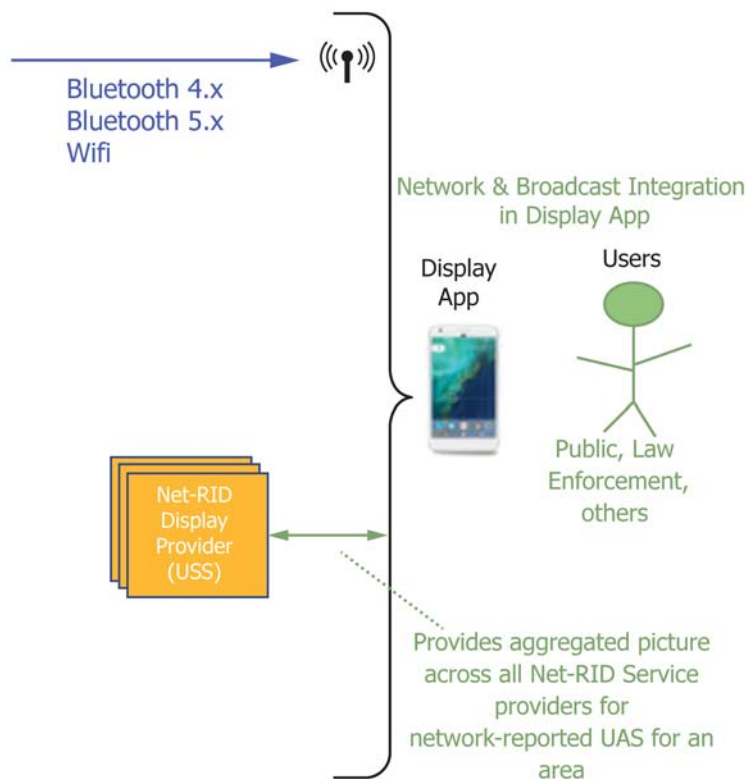 Bluetooth 4.x
Bluetooth 5.x
Wifi
Network & Broadcast Integration
in Display App
Display
App
Users
Public, Law
Enforcement,
others
Net-RID
Display
Provider
(USS)
Provides aggregated picture
across all Net-RID Service
providers for
network-reported UAS for an
area